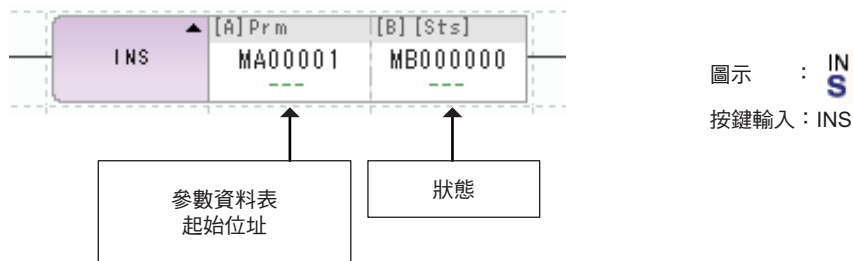 [A]Prm [B][Sts]
INS MA00001 MB000000
--- ---
圖示 : IN
S
按鍵輸入：INS
參數資料表
起始位址
狀態